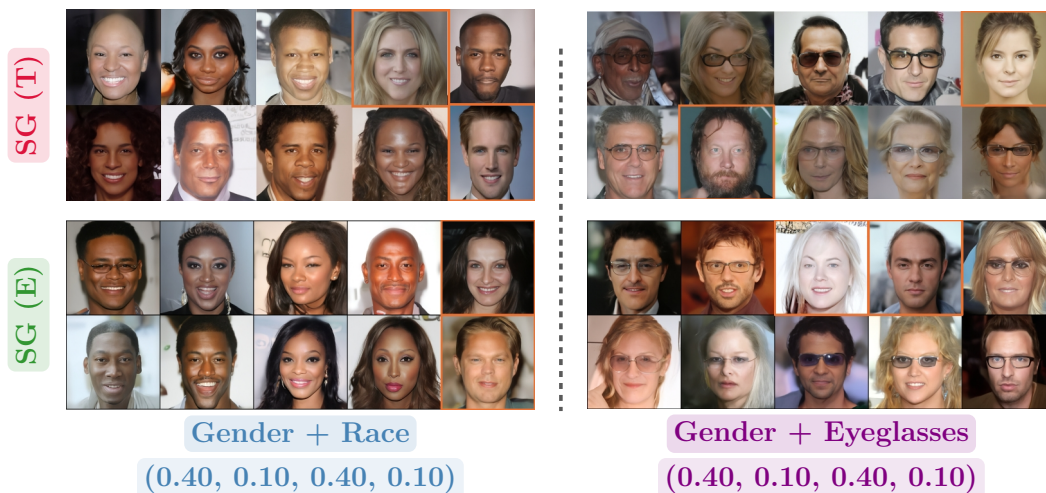 SG (T)
SG (E)
Gender + Race
(0.40, 0.10, 0.40, 0.10)
Gender + Eyeglasses
(0.40, 0.10, 0.40, 0.10)